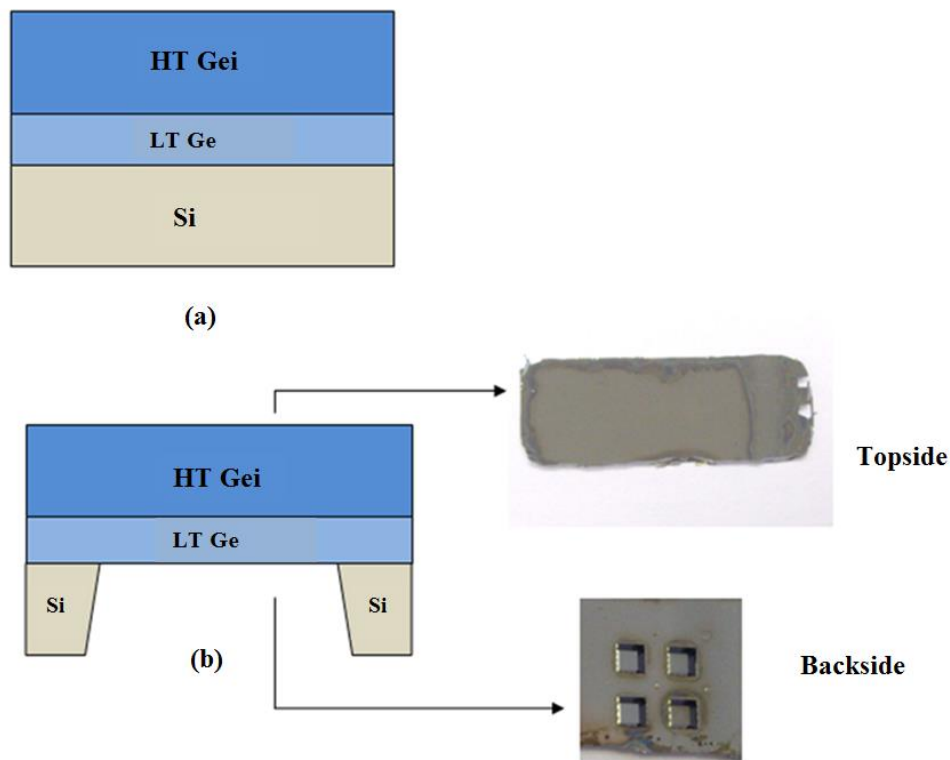 HT Gei
LT Ge
Si
(a)
HT Gei
LT Ge
Si Si
(b)
Topside
Backside